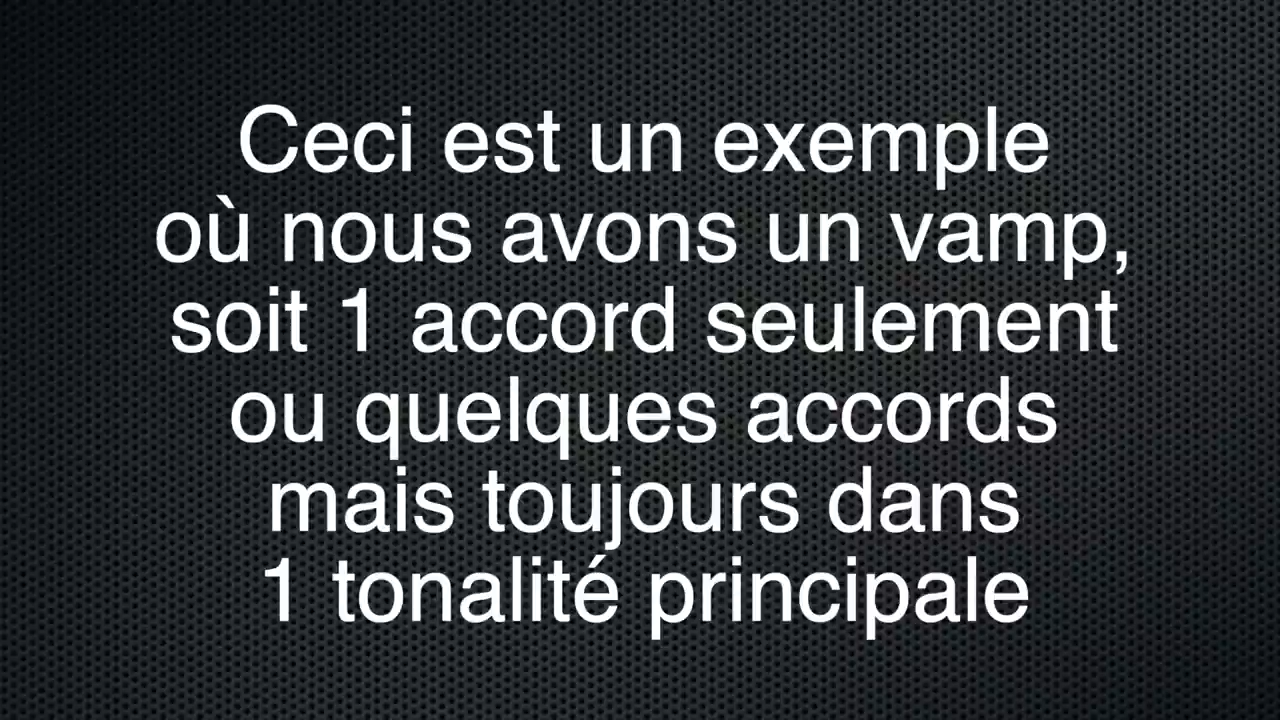 Ceci est un exemple
où nous avons un vamp,
soit 1 accord seulement
ou quelques accords
mais toujours dans
1 tonalité principale